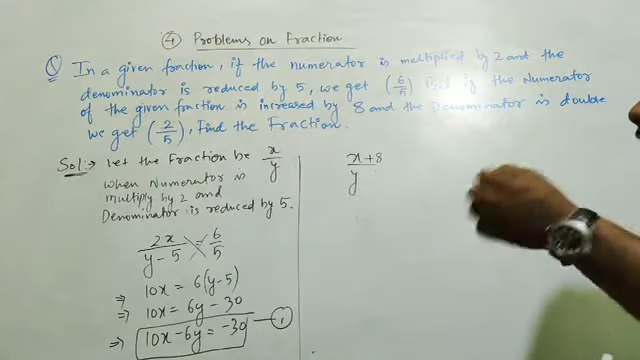 ④ Problems on Fraction
Q In a given fraction, if the numerator is multiplied by 2 and the
denominator is reduced by 5, we get (6/5) But if the Numerator
of the given fraction is increased by 8 and the Denominator is double
we get (2/5), Find the Fraction.
Sol:→ Let the Fraction be x/y
when Numerator is
multiply by 2 and
Denominator is reduced by 5.
2x/y-5 = 6/5
⇒ 10x = 6(y-5)
⇒ 10x = 6y - 30
⇒ 10x - 6y = -30 — ①
x+8/y